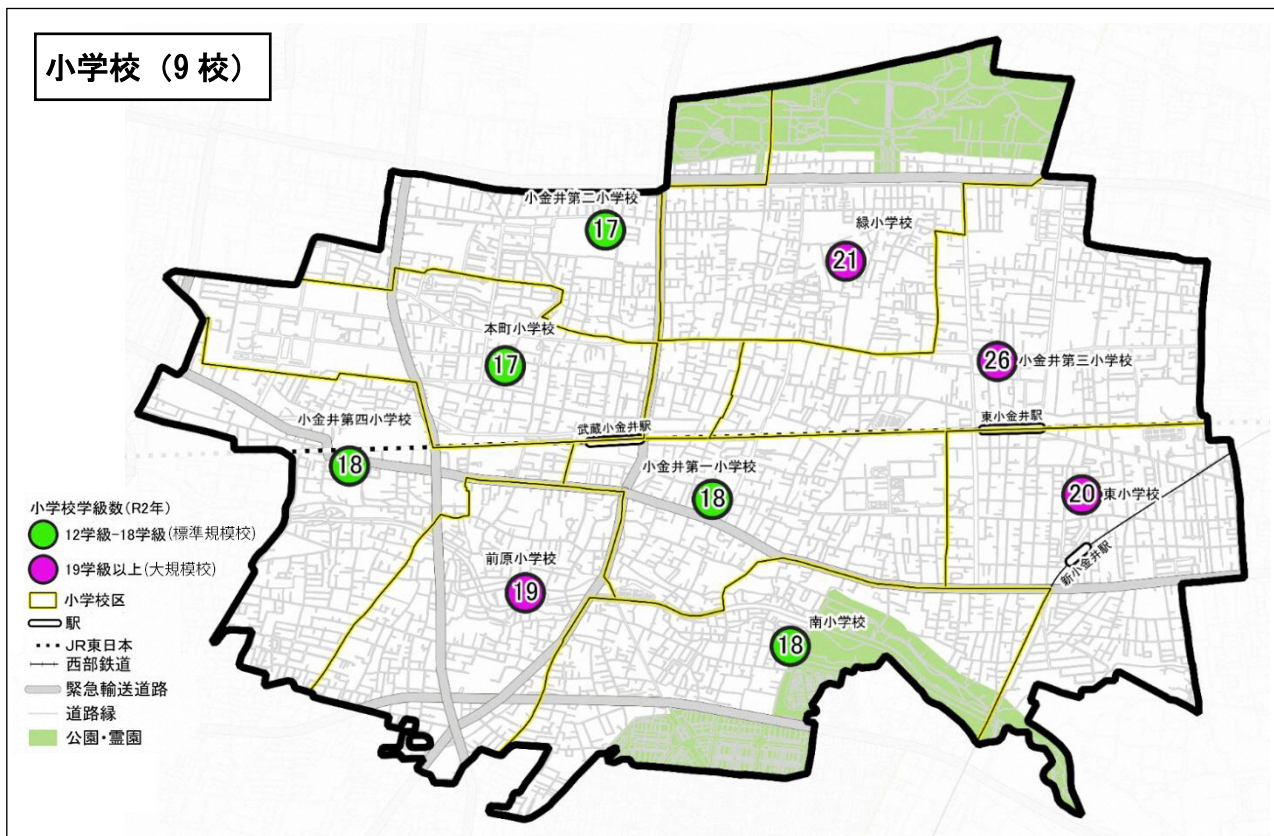 小学校（9校）
小金井第二小学校
17
緑小学校
21
本町小学校
17
26
小金井第三小学校
小金井第四小学校
18
武蔵小金井駅
東小金井駅
小金井第一小学校
18
20
東小学校
新小金井駅
前原小学校
19
南小学校
18
小学校学級数（R2年）
12学級-18学級（標準規模校）
19学級以上（大規模校）
小学校区
駅
JR東日本
西部鉄道
緊急輸送道路
道路縁
公園・霊園